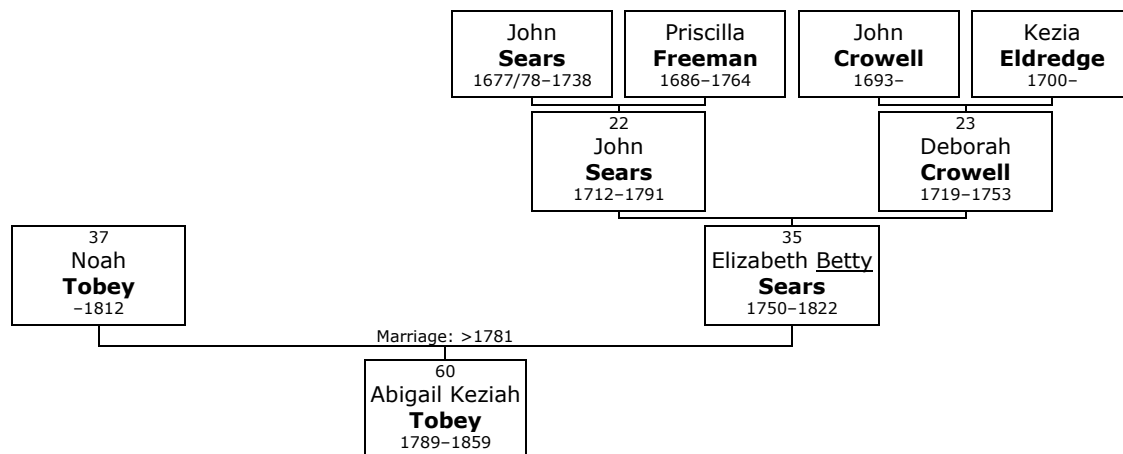 John
Sears
1677/78–1738
Priscilla
Freeman
1686–1764
John
Crowell
1693–
Kezia
Eldredge
1700–
22
John
Sears
1712–1791
23
Deborah
Crowell
1719–1753
37
Noah
Tobey
–1812
35
Elizabeth Betty
Sears
1750–1822
Marriage: >1781
60
Abigail Keziah
Tobey
1789–1859